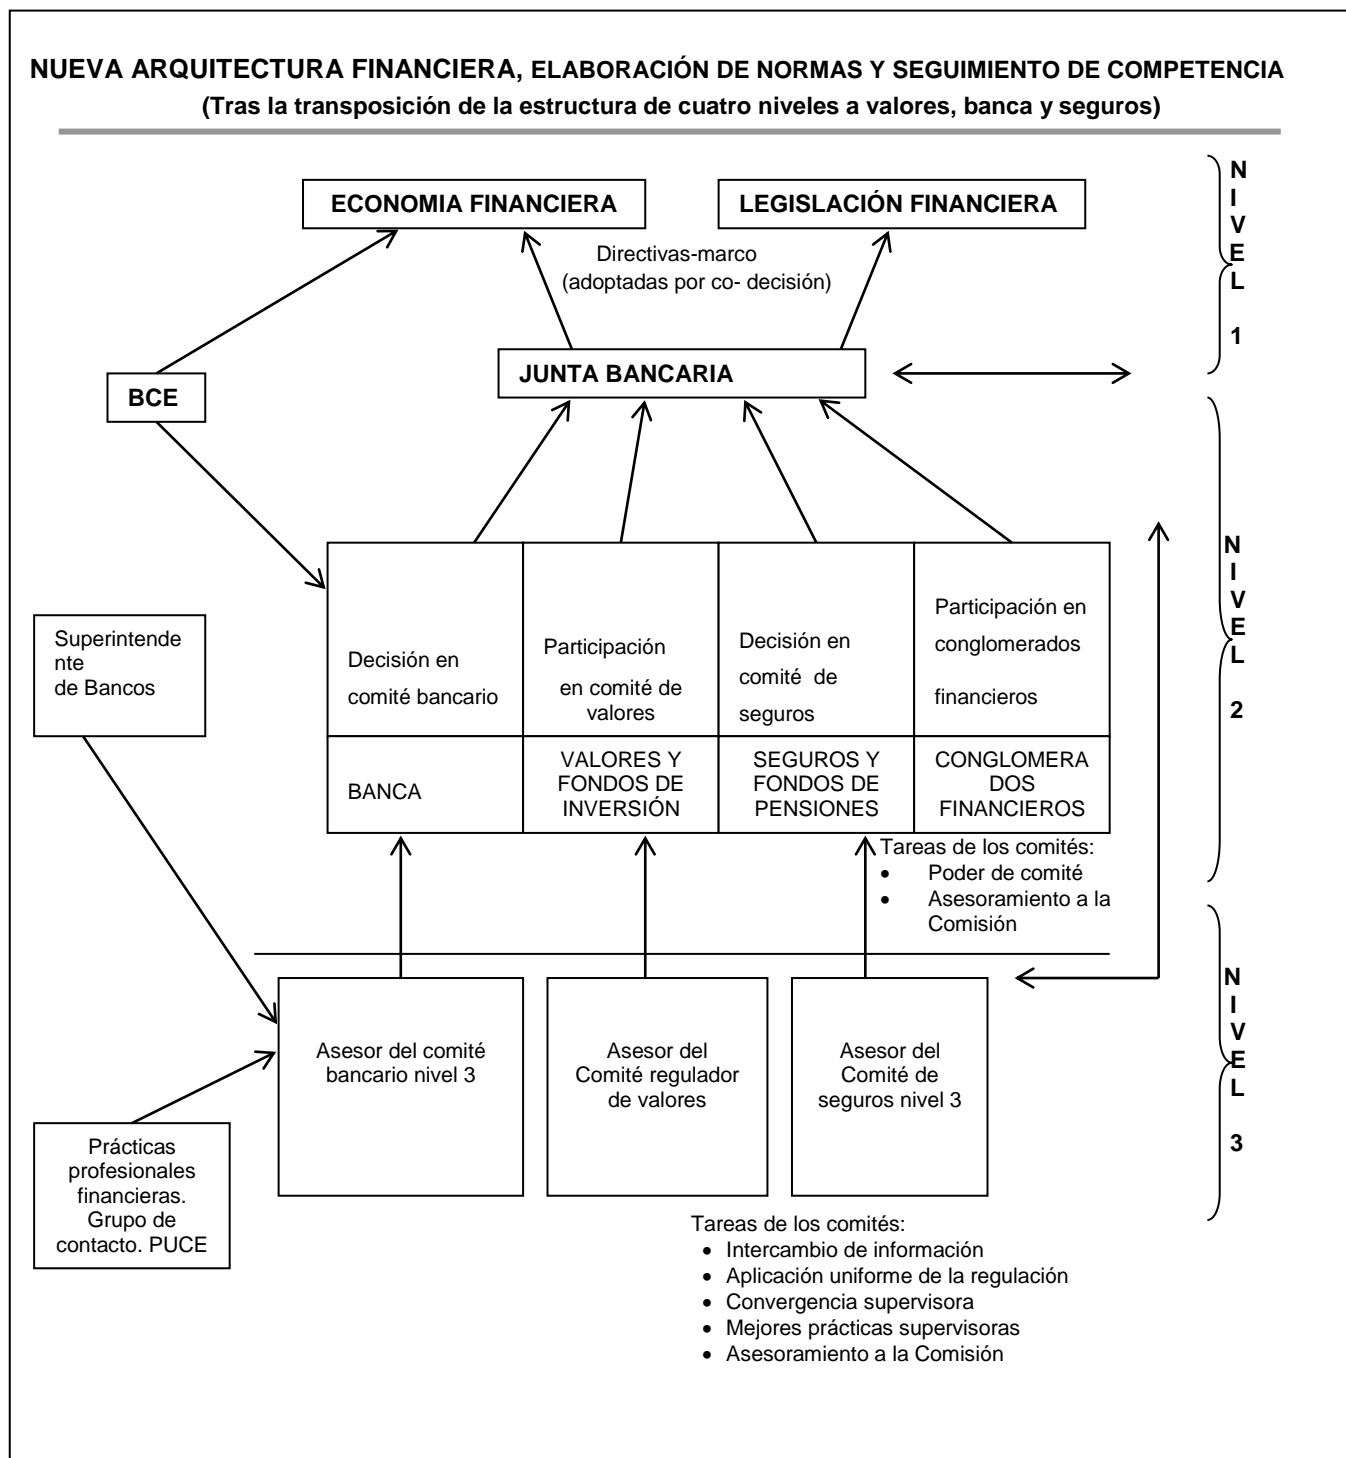 NUEVA ARQUITECTURA FINANCIERA, ELABORACIÓN DE NORMAS Y SEGUIMIENTO DE COMPETENCIA
(Tras la transposición de la estructura de cuatro niveles a valores, banca y seguros)
ECONOMIA FINANCIERA
LEGISLACIÓN FINANCIERA
Directivas-marco
(adoptadas por co- decisión)
NIVEL 1
BCE
JUNTA BANCARIA
Superintende
nte
de Bancos
Decisión en
comité bancario
Participación
en comité de
valores
Decisión en
comité de
seguros
Participación en
conglomerados
financieros
BANCA
VALORES Y
FONDOS DE
INVERSIÓN
SEGUROS Y
FONDOS DE
PENSIONES
CONGLOMERA
DOS
FINANCIEROS
NIVEL 2
Tareas de los comités:
• Poder de comité
• Asesoramiento a la
Comisión
Asesor del comité
bancario nivel 3
Asesor del
Comité regulador
de valores
Asesor del
Comité de
seguros nivel 3
NIVEL 3
Prácticas
profesionales
financieras.
Grupo de
contacto. PUCE
Tareas de los comités:
• Intercambio de información
• Aplicación uniforme de la regulación
• Convergencia supervisora
• Mejores prácticas supervisoras
• Asesoramiento a la Comisión